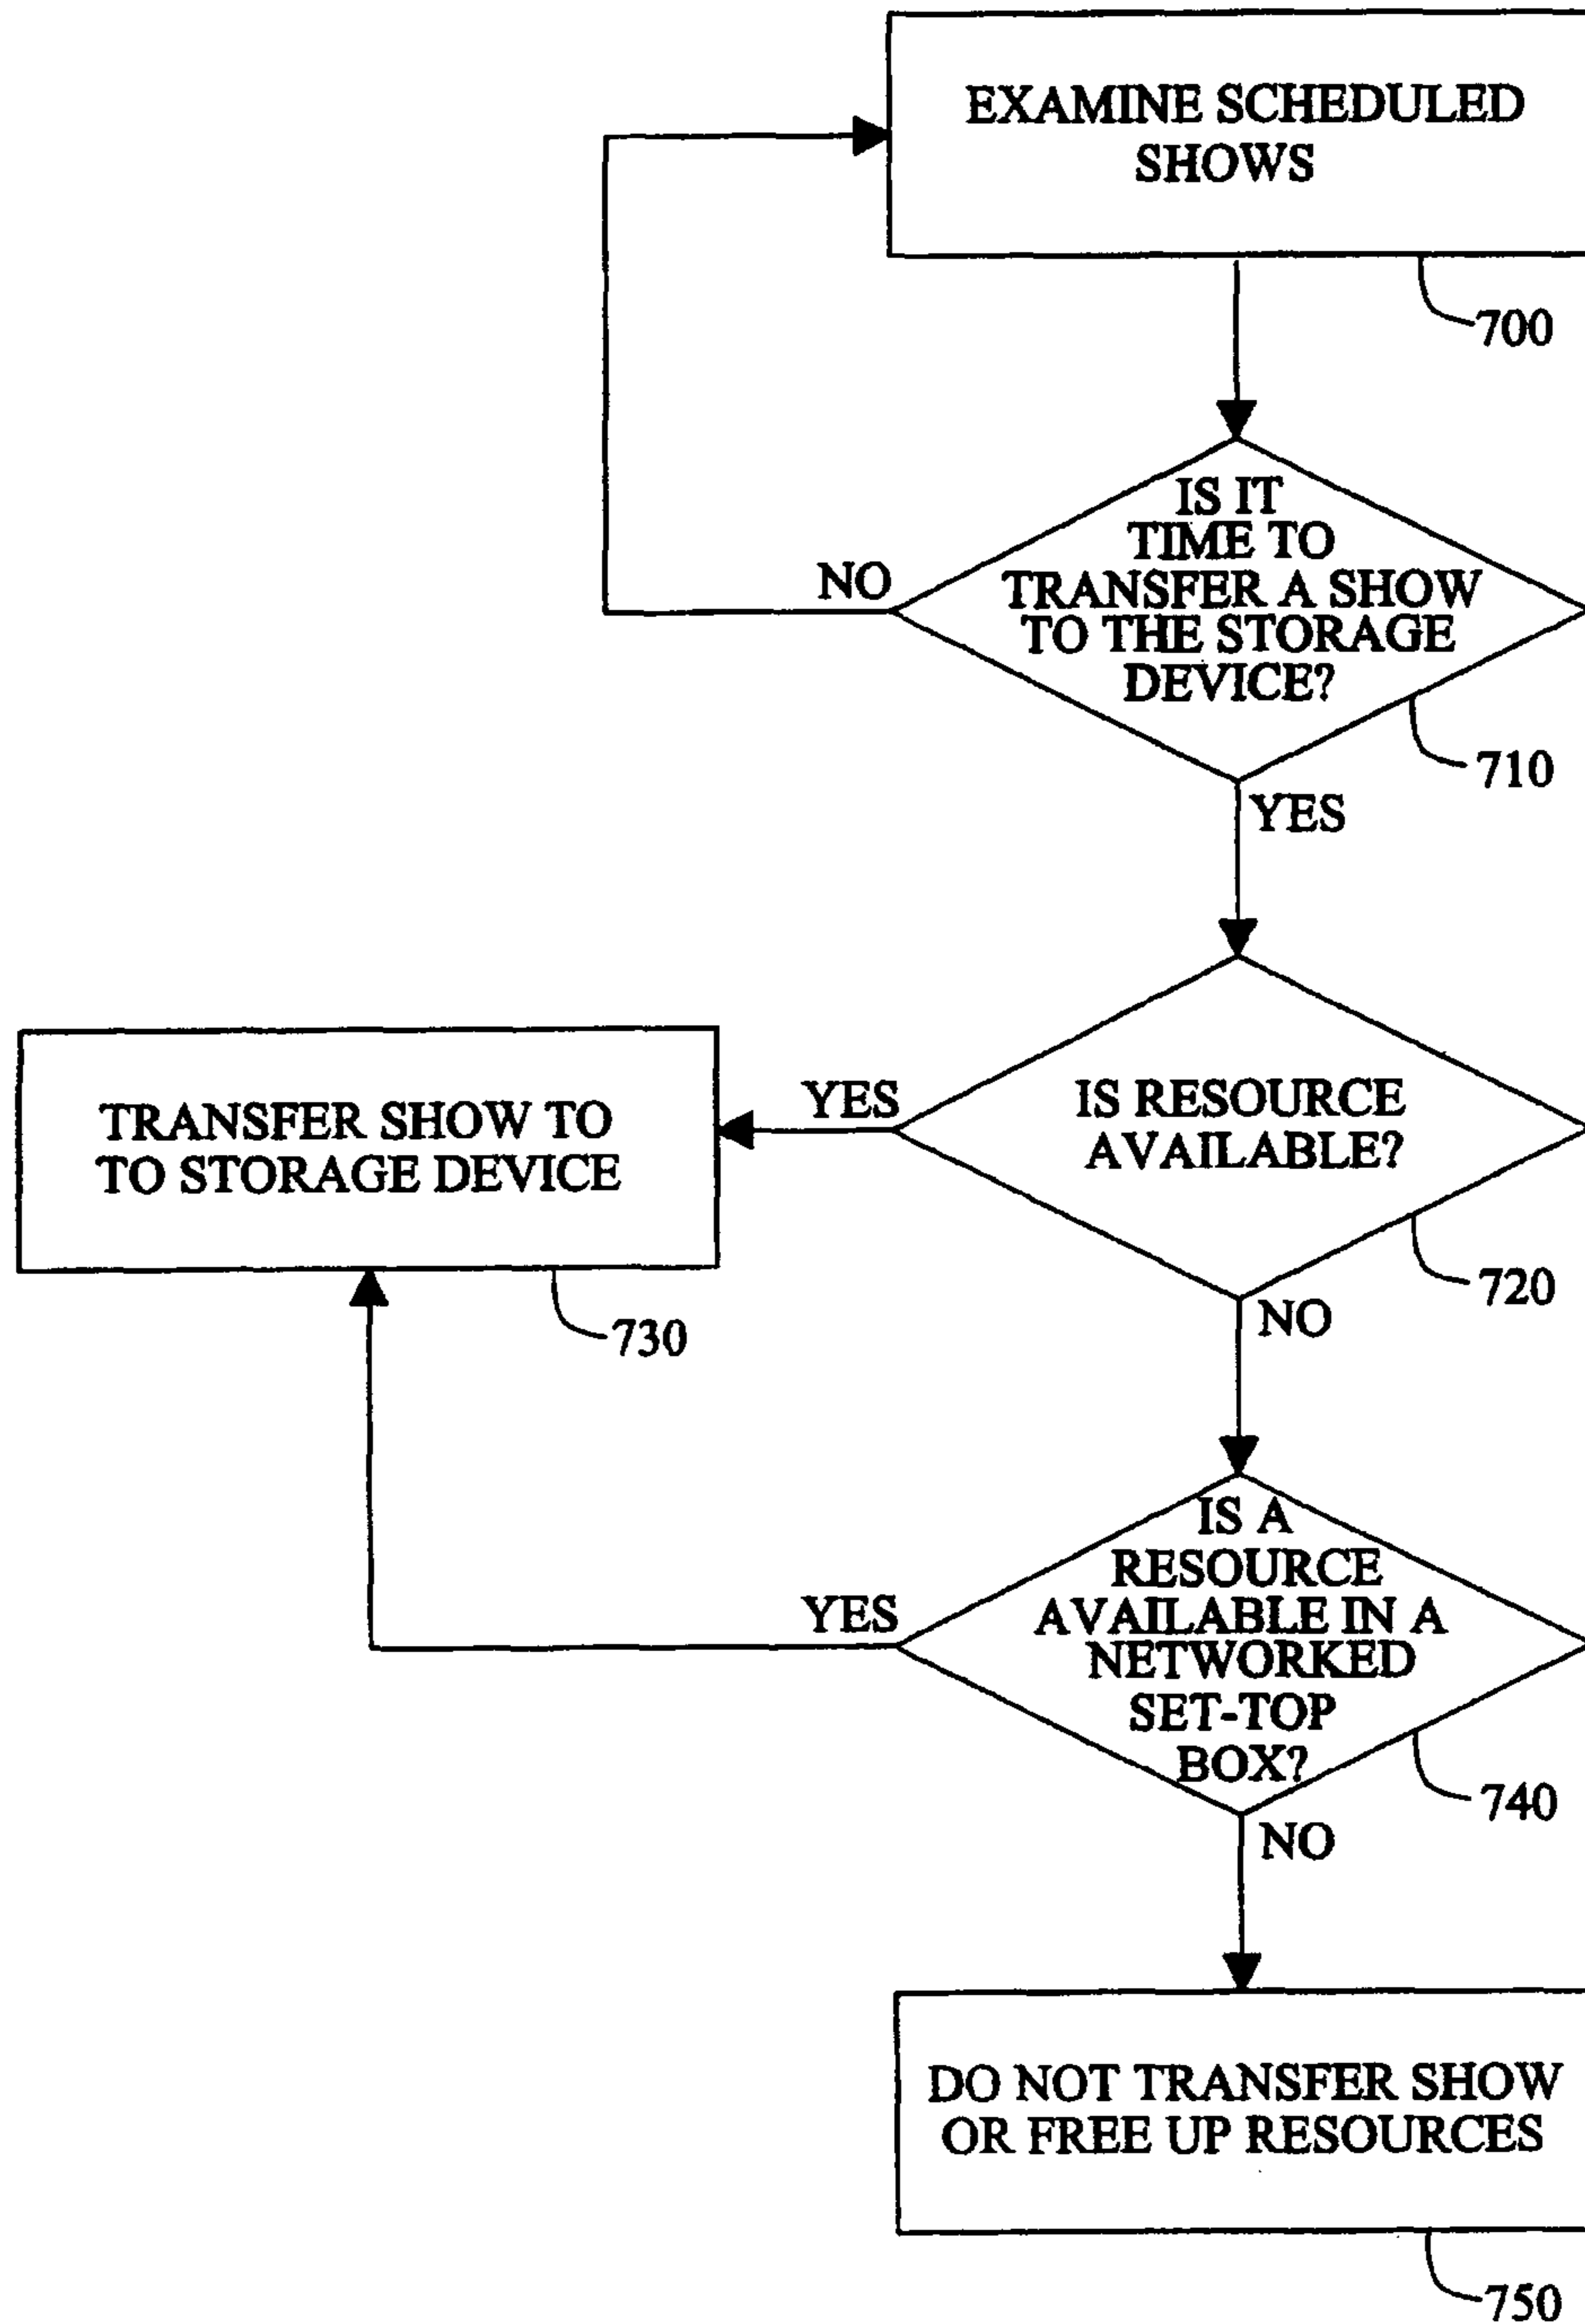 EXAMINE SCHEDULED
SHOWS
700
IS IT
TIME TO
TRANSFER A SHOW
TO THE STORAGE
DEVICE?
NO
710
YES
IS RESOURCE
AVAILABLE?
YES
720
NO
TRANSFER SHOW TO
TO STORAGE DEVICE
730
IS A
RESOURCE
AVAILABLE IN A
NETWORKED
SET-TOP
BOX?
YES
740
NO
DO NOT TRANSFER SHOW
OR FREE UP RESOURCES
750